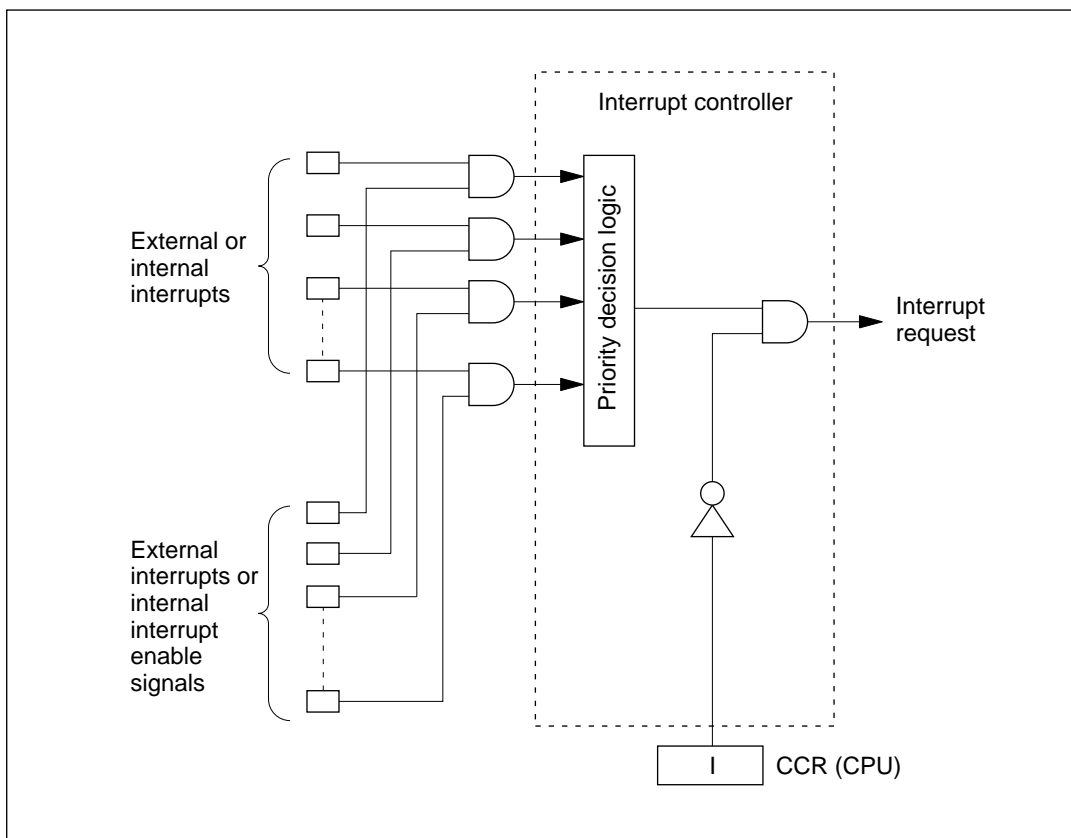 Interrupt controller
External or
internal
interrupts
Priority decision logic
Interrupt
request
External
interrupts or
internal
interrupt
enable
signals
I
CCR (CPU)